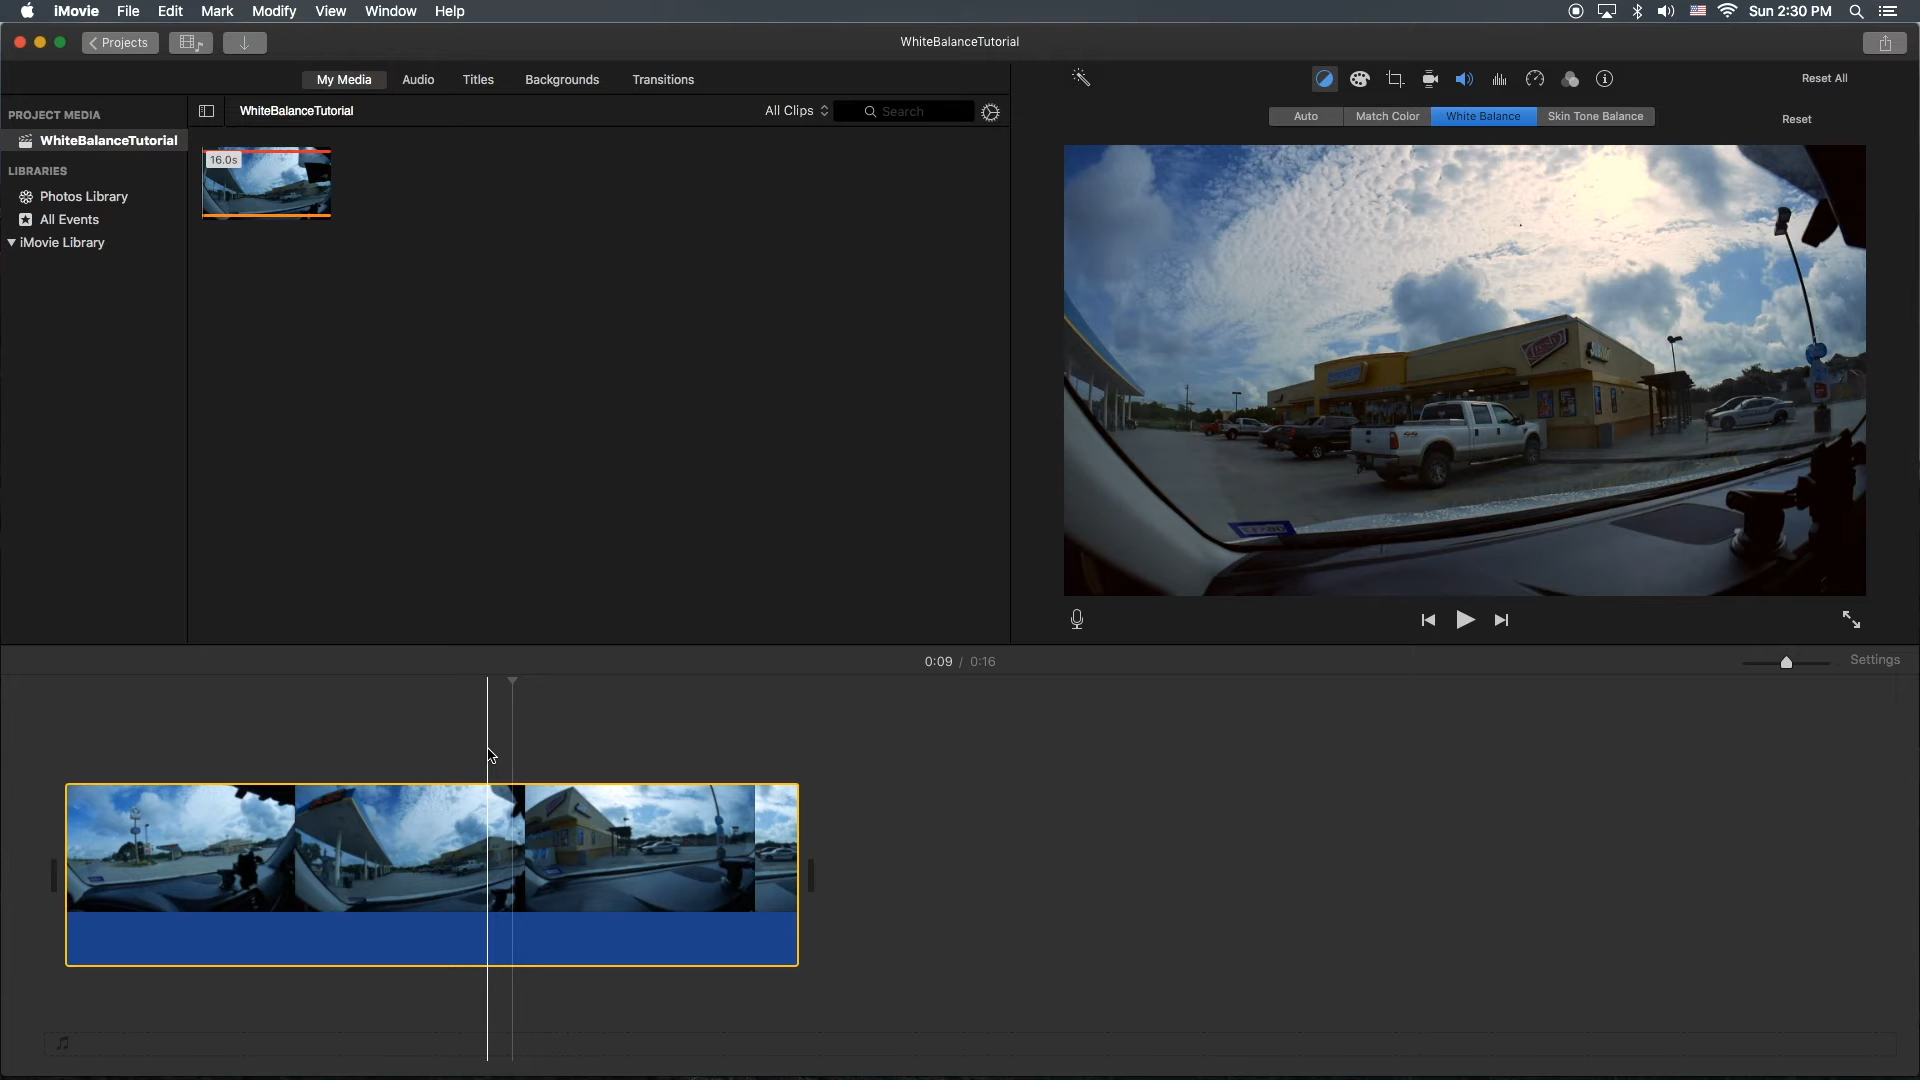 iMovie File Edit Mark Modify View Window Help
Sun 2:30 PM
Projects
WhiteBalanceTutorial
My Media Audio Titles Backgrounds Transitions
Reset All
PROJECT MEDIA
WhiteBalanceTutorial
All Clips
Search
Auto Match Color White Balance Skin Tone Balance
Reset
WhiteBalanceTutorial
LIBRARIES
Photos Library
All Events
iMovie Library
16.0s
0:09 / 0:16
Settings